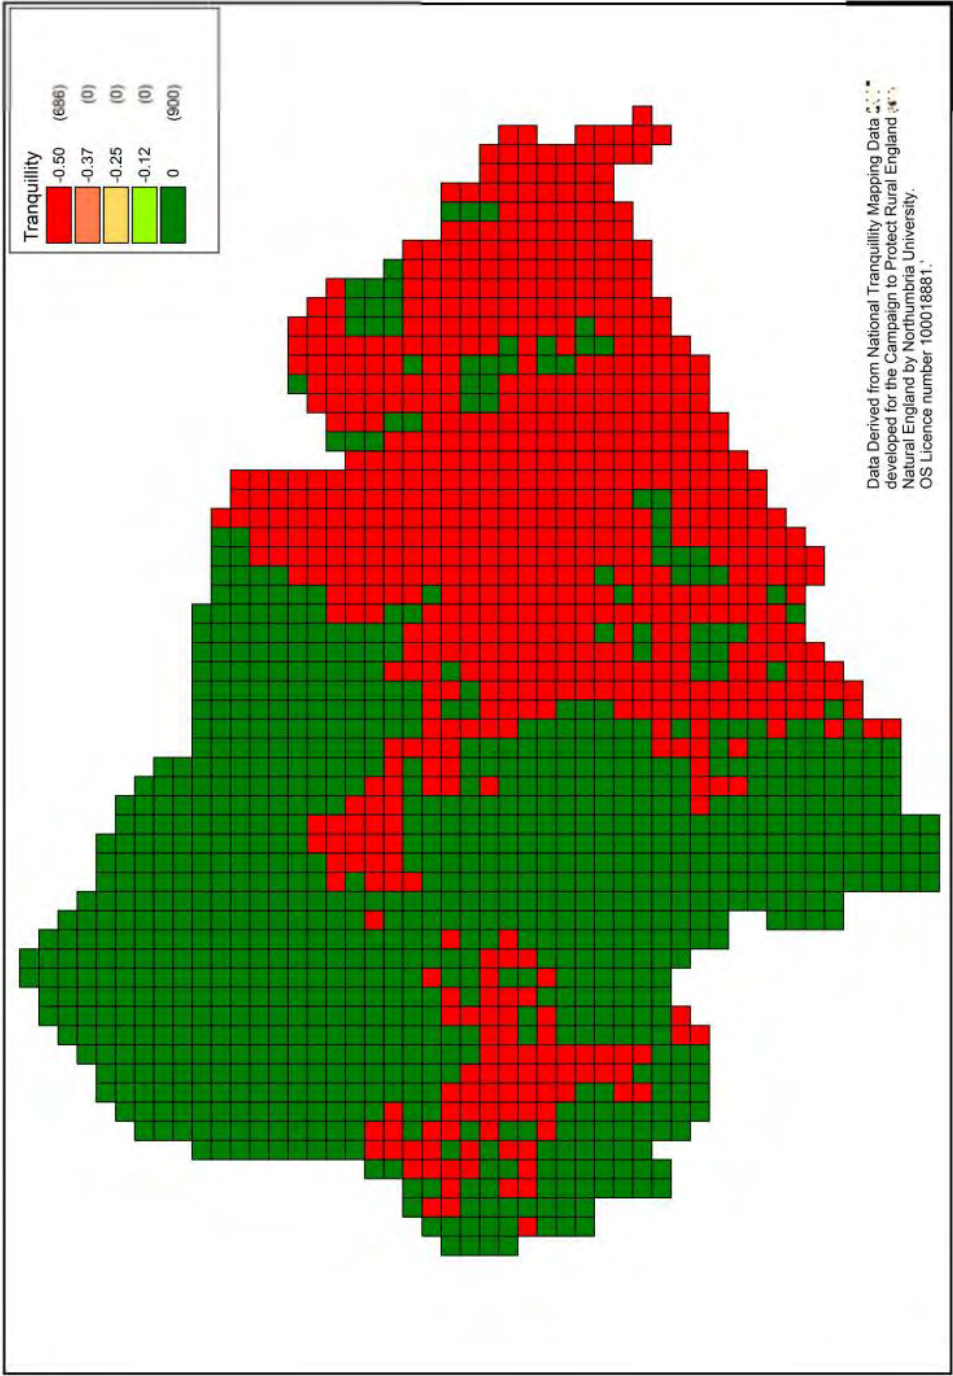 Tranquillity
-0.50 (686)
-0.37 (0)
-0.25 (0)
-0.12 (0)
0 (900)
Data Derived from National Tranquillity Mapping Data
developed for the Campaign to Protect Rural England
Natural England by Northumbria University.
OS Licence number 100018881.'